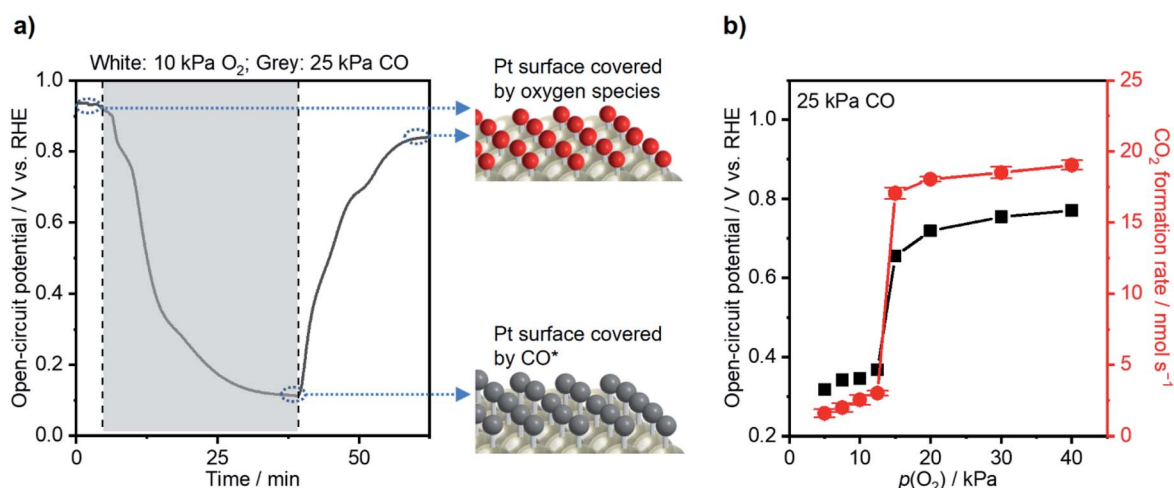 a)
White: 10 kPa O₂; Grey: 25 kPa CO
1.0
0.8
0.6
0.4
0.2
0.0
Open-circuit potential / V vs. RHE
0
25
50
Time / min
Pt surface covered
by oxygen species
Pt surface covered
by CO*
b)
25 kPa CO
1.0
0.8
0.6
0.4
0.2
Open-circuit potential / V vs. RHE
0
10
20
30
40
p(O₂) / kPa
25
20
15
10
5
0
CO₂ formation rate / nmol s⁻¹